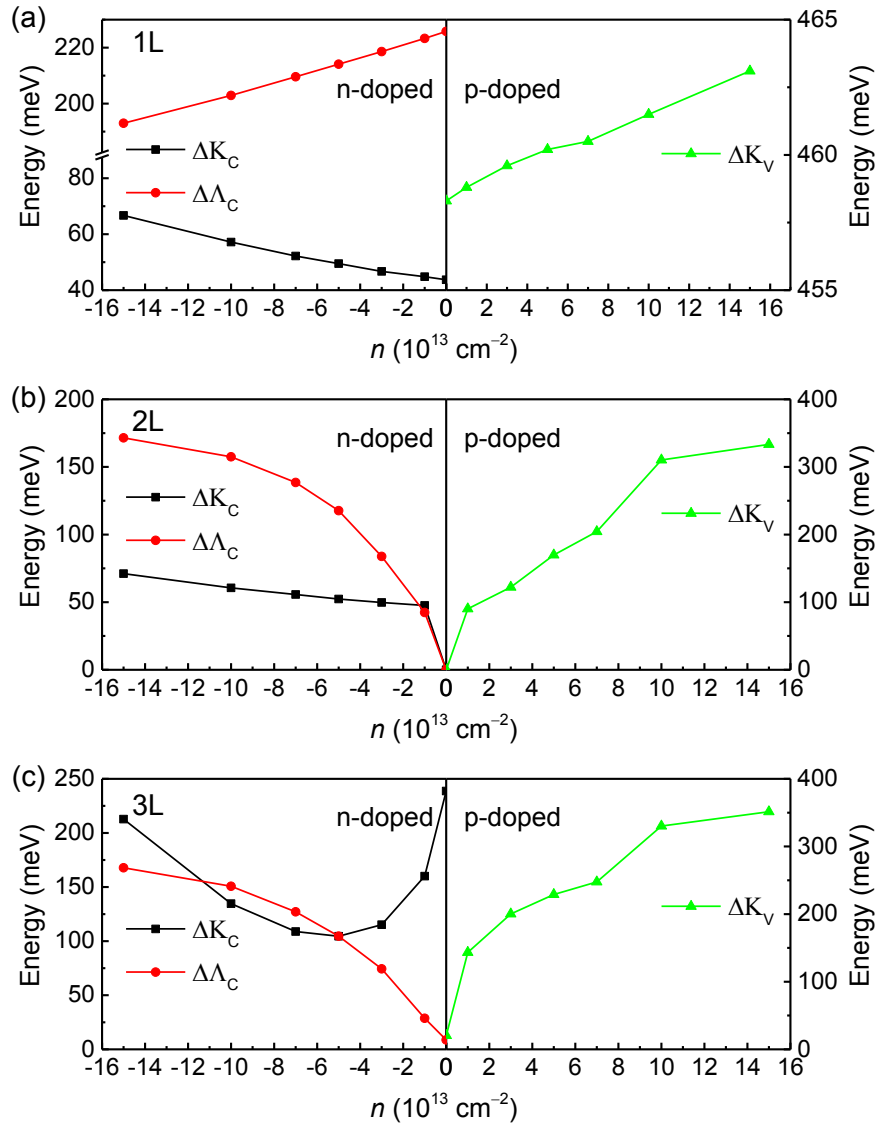 (a)
1L
n-doped
p-doped
Energy (meV)
220
200
80
60
40
ΔK_C
ΔΛ_C
ΔK_V
465
460
455
Energy (meV)
-16 -14 -12 -10 -8 -6 -4 -2 0 0 2 4 6 8 10 12 14 16
n (10^13 cm^−2)
(b)
2L
n-doped
p-doped
Energy (meV)
200
150
100
50
0
ΔK_C
ΔΛ_C
ΔK_V
400
300
200
100
0
Energy (meV)
-16 -14 -12 -10 -8 -6 -4 -2 0 0 2 4 6 8 10 12 14 16
n (10^13 cm^−2)
(c)
3L
n-doped
p-doped
Energy (meV)
250
200
150
100
50
0
ΔK_C
ΔΛ_C
ΔK_V
400
300
200
100
0
Energy (meV)
-16 -14 -12 -10 -8 -6 -4 -2 0 0 2 4 6 8 10 12 14 16
n (10^13 cm^−2)